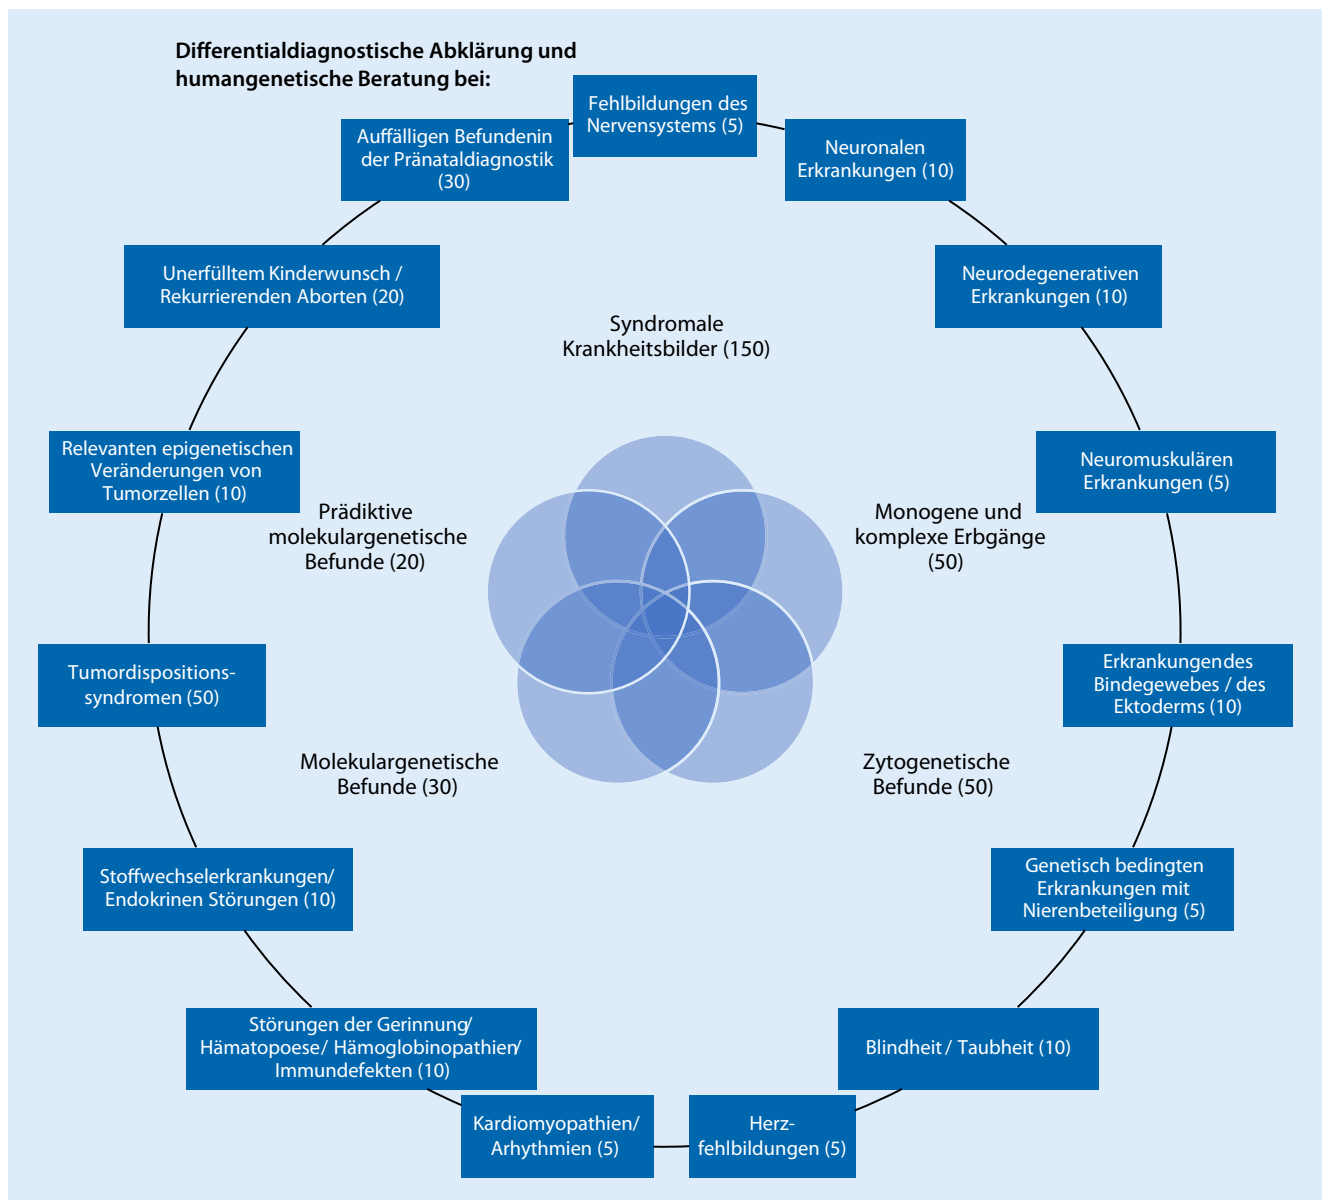 Differentialdiagnostische Abklärung und
humangenetische Beratung bei:
Fehlbildungen des
Nervensystems (5)
Neuronalen
Erkrankungen (10)
Neurodegenerativen
Erkrankungen (10)
Neuromuskulären
Erkrankungen (5)
Erkrankungendes
Bindegewebes / des
Ektoderms (10)
Genetisch bedingten
Erkrankungen mit
Nierenbeteiligung (5)
Blindheit / Taubheit (10)
Herz-
fehlbildungen (5)
Kardiomyopathien/
Arhythmien (5)
Störungen der Gerinnung/
Hämatopoese/ Hämoglobinopathien/
Immundefekten (10)
Stoffwechselerkrankungen/
Endokrinen Störungen (10)
Tumordispositions-
syndromen (50)
Relevanten epigenetischen
Veränderungen von
Tumorzellen (10)
Unerfülltem Kinderwunsch /
Rekurrierenden Aborten (20)
Auffälligen Befundenin
der Pränataldiagnostik
(30)
Syndromale
Krankheitsbilder (150)
Monogene und
komplexe Erbgänge
(50)
Zytogenetische
Befunde (50)
Molekulargenetische
Befunde (30)
Prädiktive
molekulargenetische
Befunde (20)